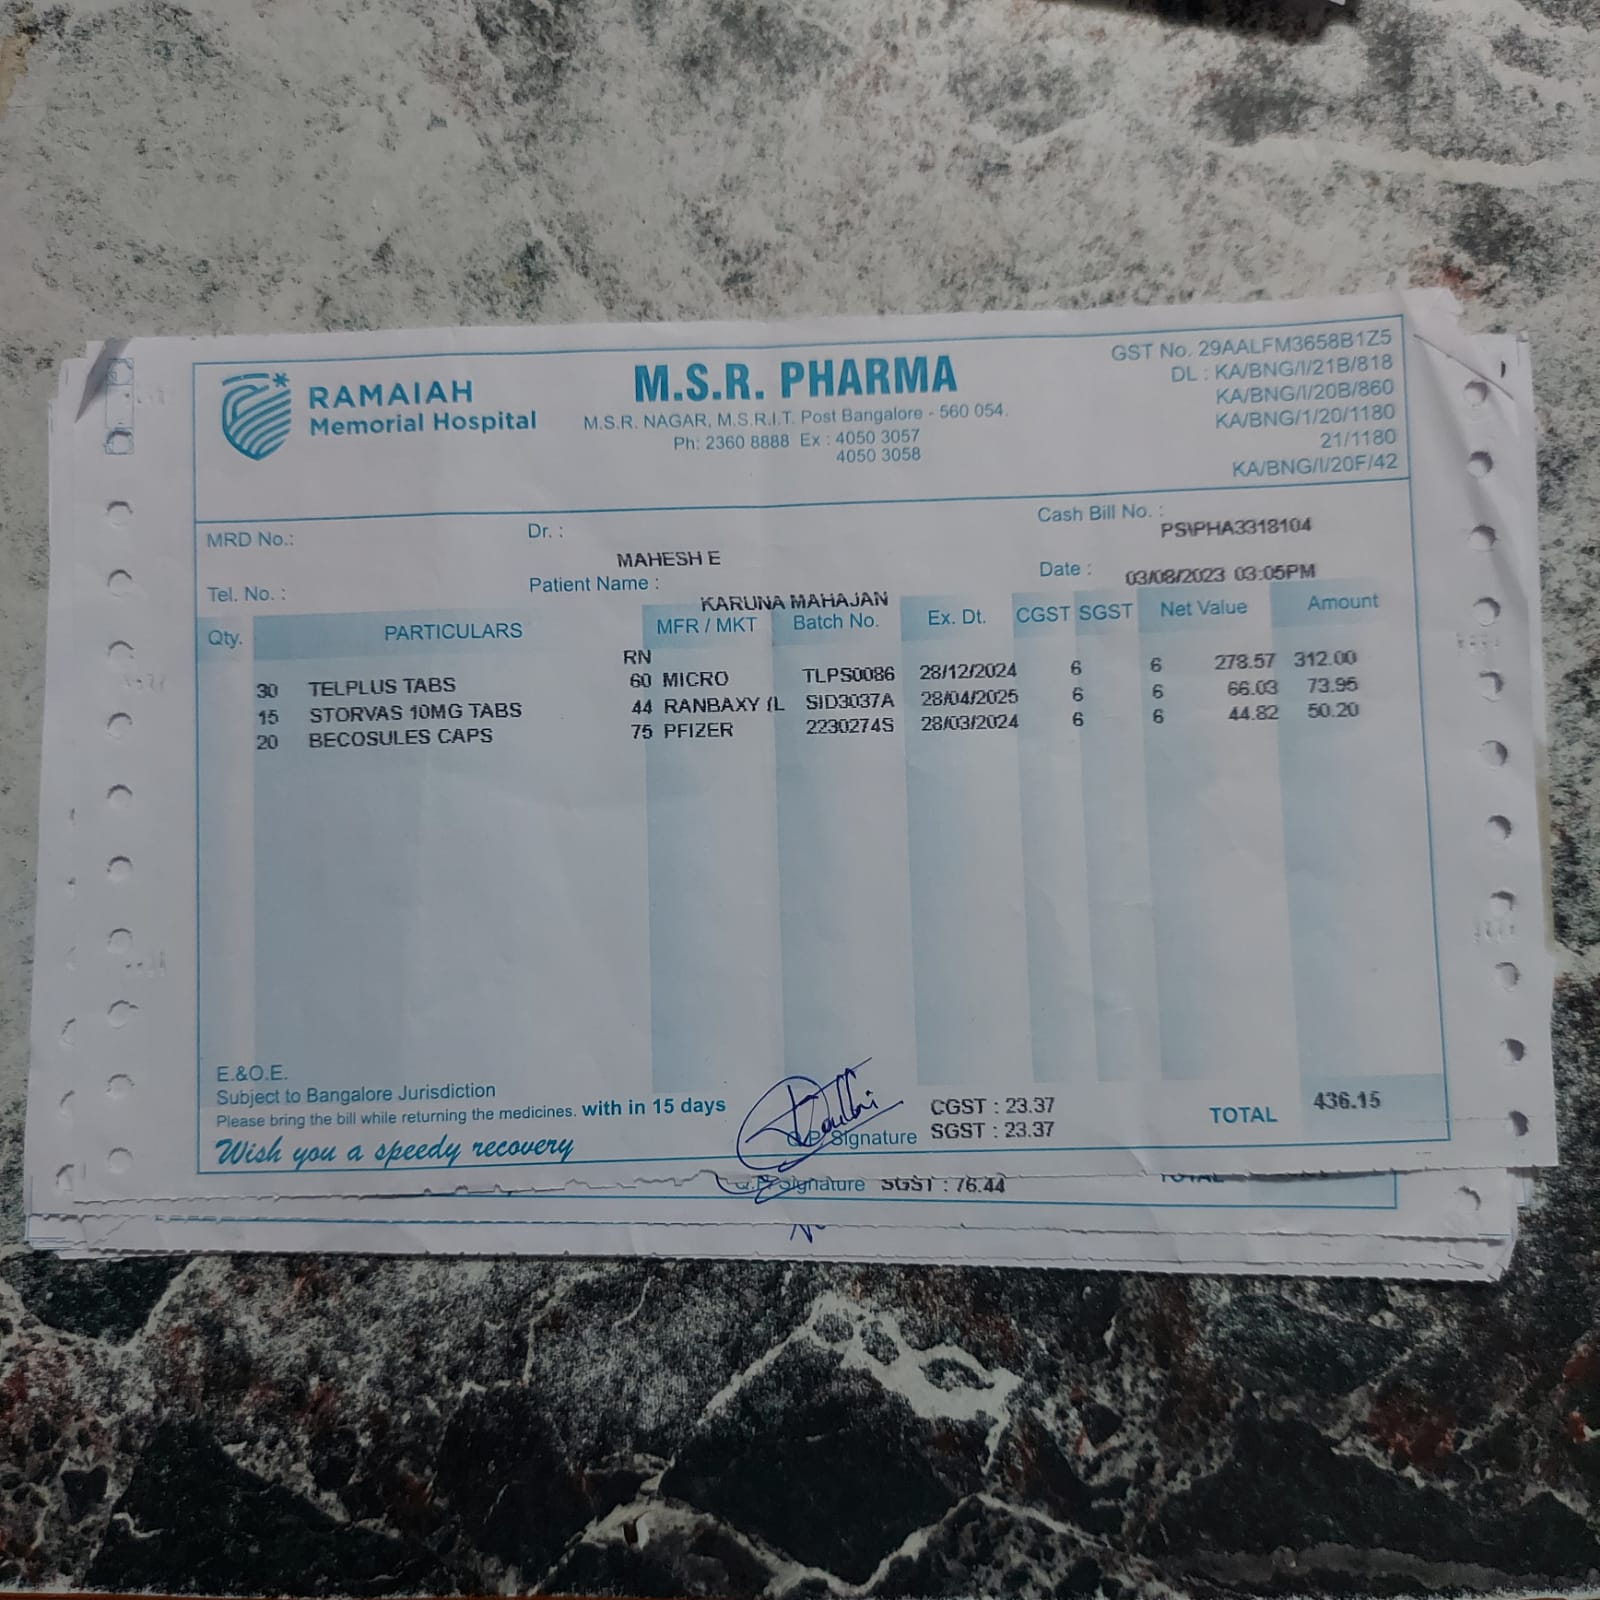 RAMAIAH
Memorial Hospital
M.S.R. PHARMA
M.S.R. NAGAR, M.S.R.I.T. Post Bangalore - 560 054.
Ph: 2360 8888 Ex : 4050 3057
4050 3058
GST No. 29AALFM3658B1Z5
DL : KA/BNG/I/21B/818
KA/BNG/I/20B/860
KA/BNG/1/20/1180
21/1180
KA/BNG/I/20F/42
MRD No.: Dr. : Cash Bill No. :
MAHESH E PS\PHA3318104
Tel. No. : Patient Name : Date : 03/08/2023 03:05PM
KARUNA MAHAJAN
Qty. PARTICULARS MFR / MKT Batch No. Ex. Dt. CGST SGST Net Value Amount
RN
30 TELPLUS TABS 60 MICRO TLPS0086 28/12/2024 6 6 278.57 312.00
15 STORVAS 10MG TABS 44 RANBAXY (L SID3037A 28/04/2025 6 6 66.03 73.95
20 BECOSULES CAPS 75 PFIZER 2230274S 28/03/2024 6 6 44.82 50.20
E.&O.E.
Subject to Bangalore Jurisdiction
Please bring the bill while returning the medicines. with in 15 days
Wish you a speedy recovery
Signature
CGST : 23.37
SGST : 23.37
TOTAL 436.15
Signature SGST : 76.44 TOTAL